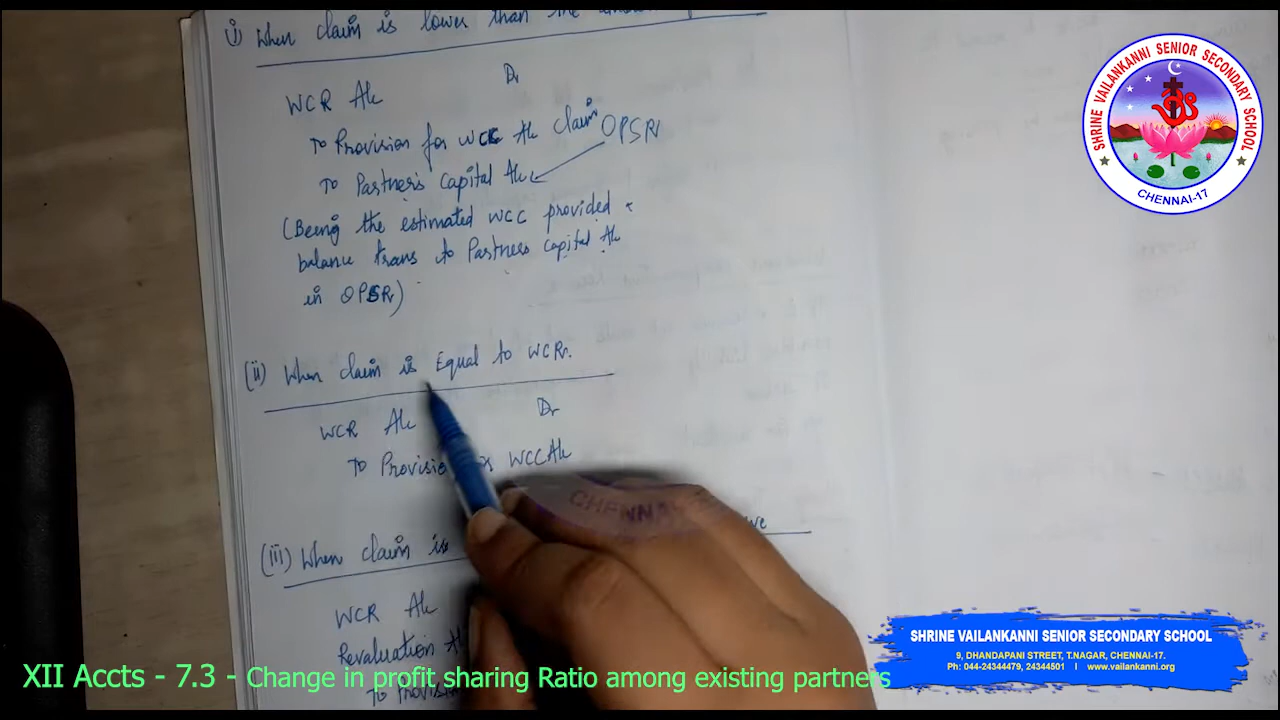 i) When claim is lower than the
WCR A/c Dr
To Provision for WCC A/c claim
OPSR
To Partner's Capital A/c
(Being the estimated WCC provided &
balance trans to Partners capital A/c
in OPSR)
(ii) When claim is Equal to WCR.
WCR A/c Dr
To Provision WCC A/c
(iii) When claim is
WCR A/c
Revaluation A/c
To Provision
SHRINE VAILANKANNI SENIOR SECONDARY SCHOOL
CHENNAI-17
SHRINE VAILANKANNI SENIOR SECONDARY SCHOOL
9, DHANDAPANI STREET, T.NAGAR, CHENNAI-17.
Ph: 044-24344479, 24344501 I www.vailankanni.org
XII Accts - 7.3 - Change in profit sharing Ratio among existing partners